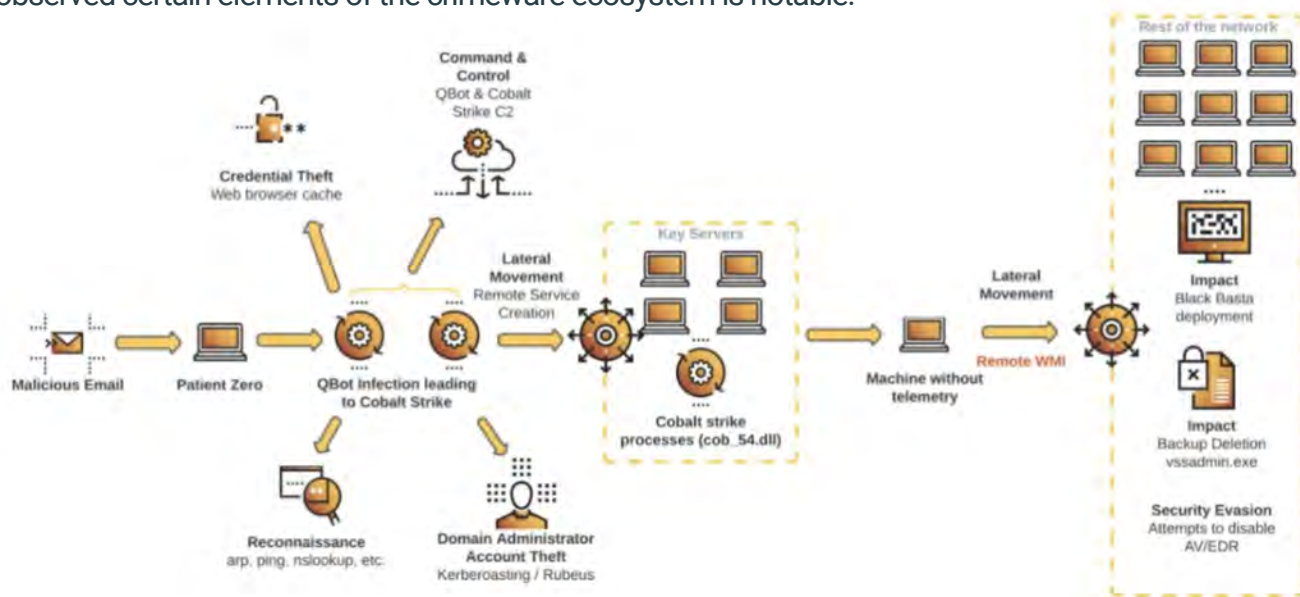 observed certain elements of the crimeware ecosystem is notable.
Malicious Email
Patient Zero
Credential Theft
Web browser cache
Command &
Control
QBot & Cobalt
Strike C2
QBot Infection leading
to Cobalt Strike
Reconnaissance
arp, ping, nslookup, etc.
Domain Administrator
Account Theft
Kerberoasting / Rubeus
Lateral
Movement
Remote Service
Creation
Key Servers
Cobalt strike
processes (cob_54.dll)
Machine without
telemetry
Lateral
Movement
Remote WMI
Rest of the network
Impact
Black Basta
deployment
Impact
Backup Deletion
vssadmin.exe
Security Evasion
Attempts to disable
AV/EDR